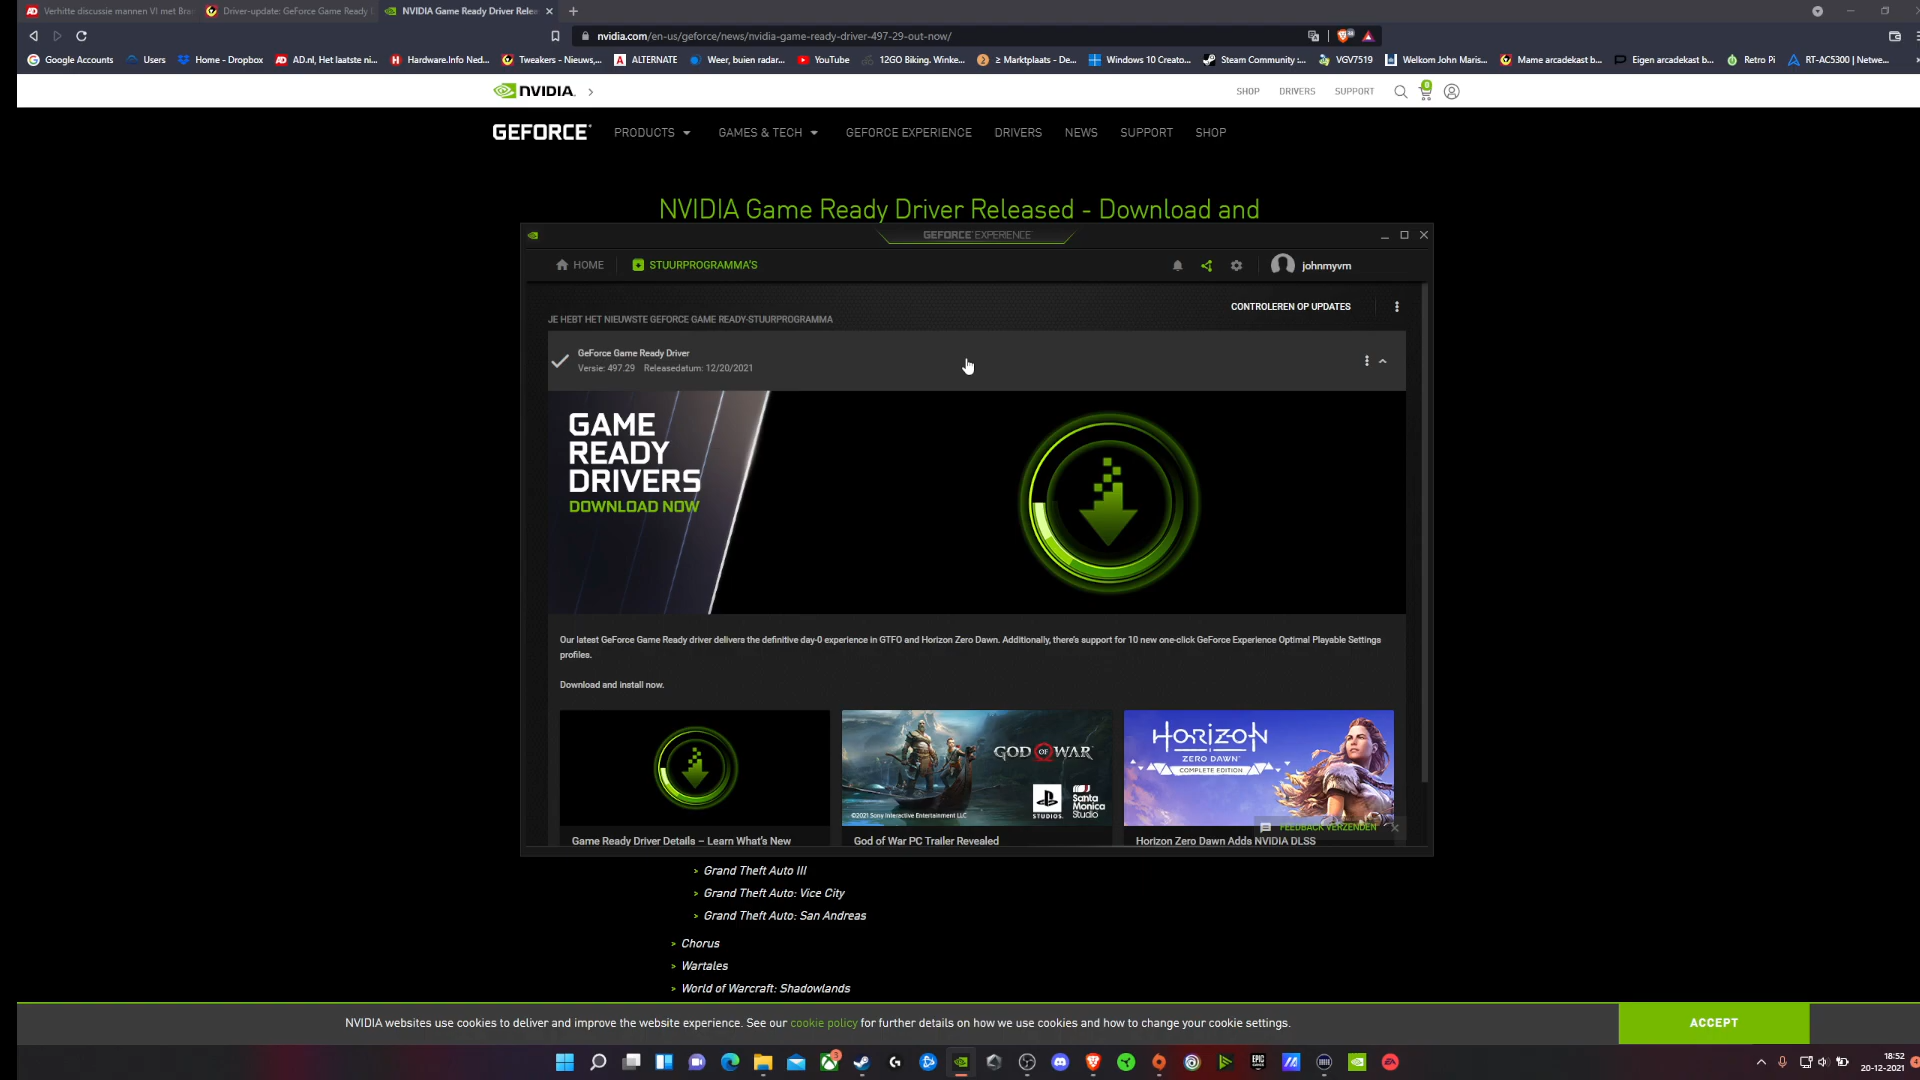 Verhitte discussie mannen VI met Bra
Driver-update: GeForce Game Ready
NVIDIA Game Ready Driver Rele
nvidia.com/en-us/geforce/news/nvidia-game-ready-driver-497-29-out-now/
Google Accounts
Users
Home - Dropbox
AD.nl, Het laatste ni...
Hardware.Info Ned...
Tweakers - Nieuws,...
ALTERNATE
Weer, buien radar...
YouTube
12GO Biking. Winke...
≥ Marktplaats - De...
Windows 10 Creato...
Steam Community :...
VGV7519
Welkom John Maris...
Mame arcadekast b...
Eigen arcadekast b...
Retro Pi
RT-AC5300 | Netwe...
NVIDIA.
SHOP
DRIVERS
SUPPORT
0
GEFORCE
PRODUCTS
GAMES & TECH
GEFORCE EXPERIENCE
DRIVERS
NEWS
SUPPORT
SHOP
NVIDIA Game Ready Driver Released - Download and
GEFORCE EXPERIENCE
HOME
STUURPROGRAMMA'S
johnmyvm
CONTROLEREN OP UPDATES
JE HEBT HET NIEUWSTE GEFORCE GAME READY-STUURPROGRAMMA
GeForce Game Ready Driver
Versie: 497.29 Releasedatum: 12/20/2021
GAME
READY
DRIVERS
DOWNLOAD NOW
Our latest GeForce Game Ready driver delivers the definitive day-0 experience in GTFO and Horizon Zero Dawn. Additionally, there's support for 10 new one-click GeForce Experience Optimal Playable Settings
profiles.
Download and install now.
GOD OF WAR
©2021 Sony Interactive Entertainment LLC
STUDIOS.
Santa
Monica
Studio
HORIZON
ZERO DAWN
COMPLETE EDITION
FEEDBACK VERZENDEN
Game Ready Driver Details – Learn What's New
God of War PC Trailer Revealed
Horizon Zero Dawn Adds NVIDIA DLSS
> Grand Theft Auto III
> Grand Theft Auto: Vice City
> Grand Theft Auto: San Andreas
> Chorus
> Wartales
> World of Warcraft: Shadowlands
NVIDIA websites use cookies to deliver and improve the website experience. See our cookie policy for further details on how we use cookies and how to change your cookie settings.
ACCEPT
3
EPIC
18:52
20-12-2021
4